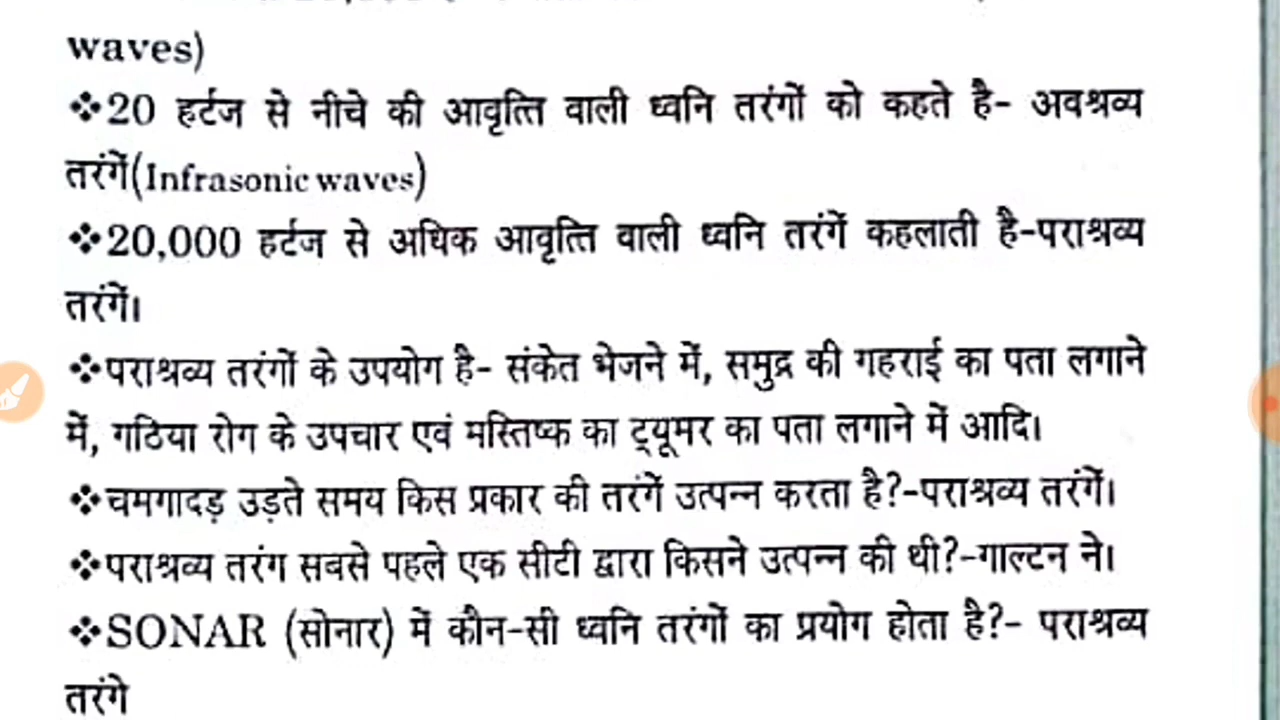 waves)
❖20 हर्टज से नीचे की आवृत्ति वाली ध्वनि तरंगों को कहते है- अवश्रव्य
तरंगें(Infrasonic waves)
❖20,000 हर्टज से अधिक आवृत्ति वाली ध्वनि तरंगें कहलाती है-पराश्रव्य
तरंगें।
❖पराश्रव्य तरंगों के उपयोग है- संकेत भेजने में, समुद्र की गहराई का पता लगाने
में, गठिया रोग के उपचार एवं मस्तिष्क का ट्यूमर का पता लगाने में आदि।
❖चमगादड़ उड़ते समय किस प्रकार की तरंगें उत्पन्न करता है?-पराश्रव्य तरंगें।
❖पराश्रव्य तरंग सबसे पहले एक सीटी द्वारा किसने उत्पन्न की थी?-गाल्टन ने।
❖SONAR (सोनार) में कौन-सी ध्वनि तरंगों का प्रयोग होता है?- पराश्रव्य
तरंगे